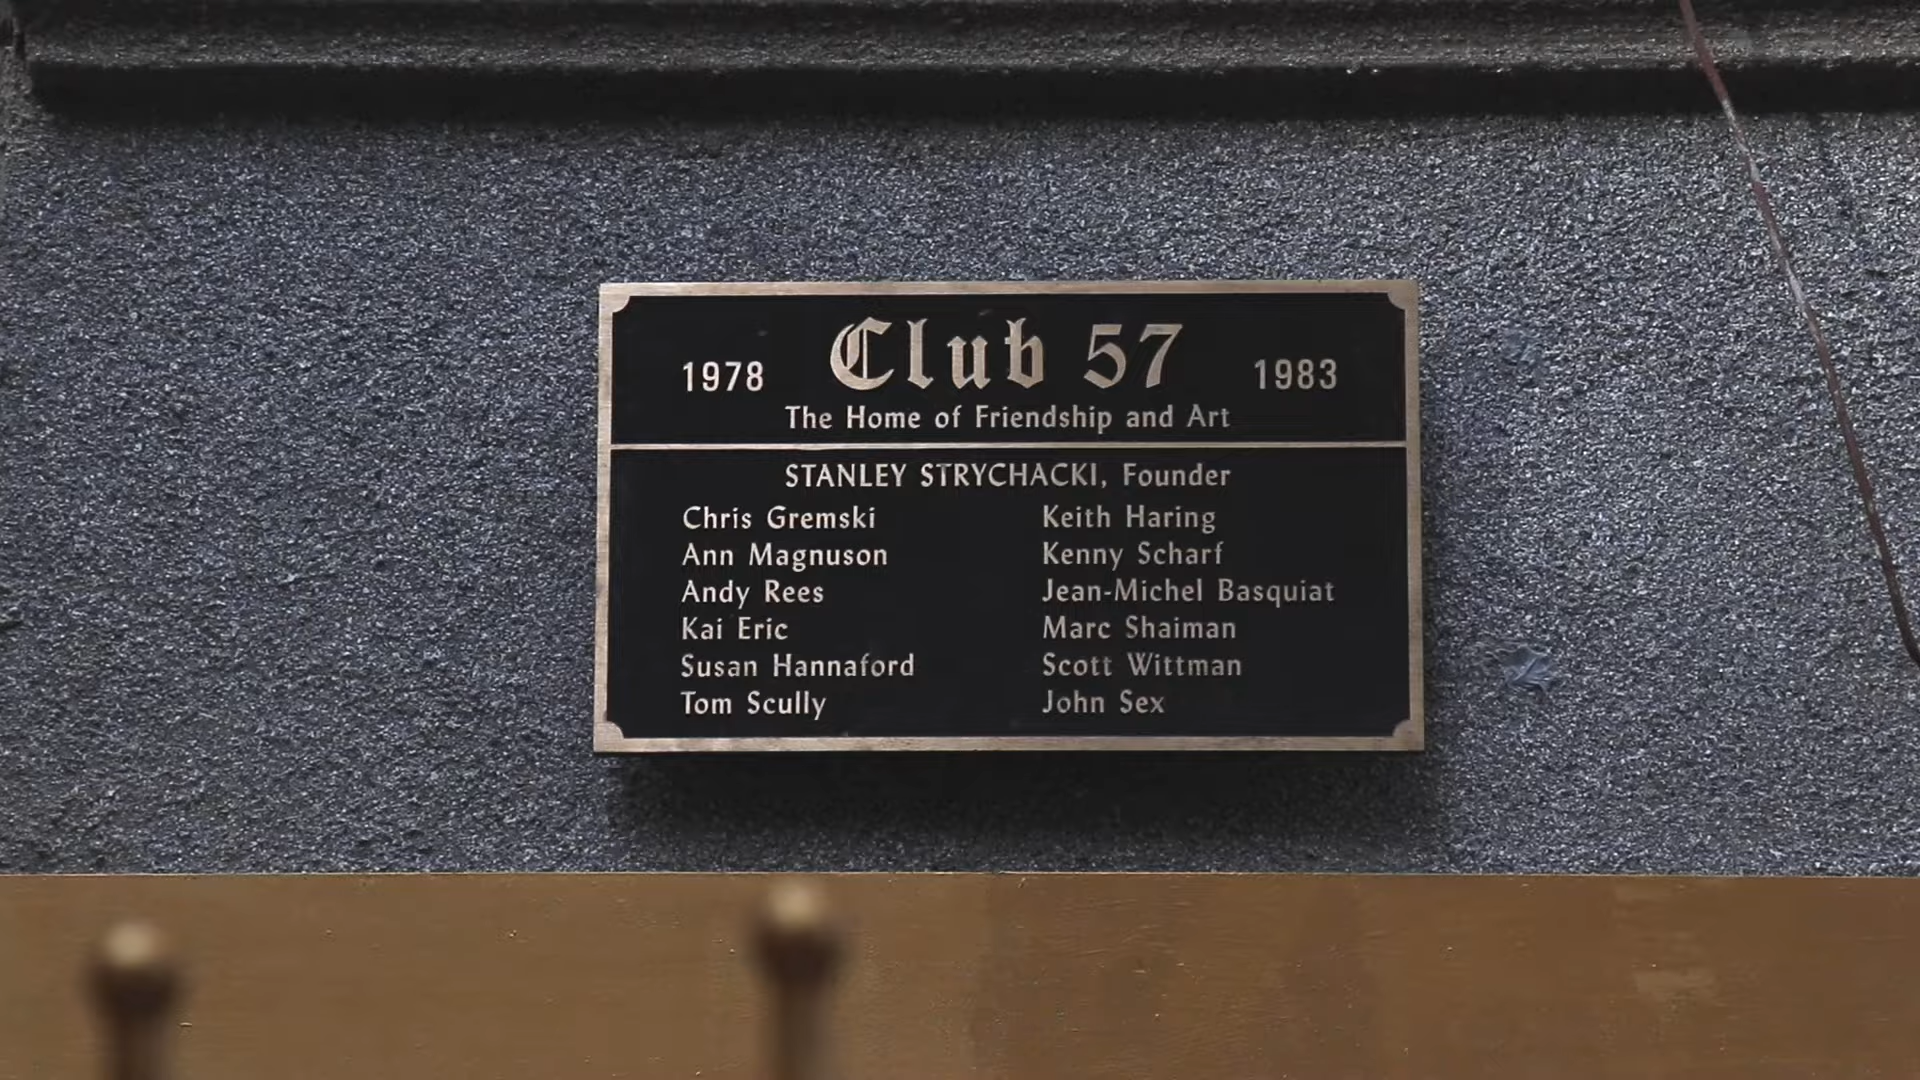 1978 Club 57 1983
The Home of Friendship and Art
STANLEY STRYCHACKI, Founder
Chris Gremski
Ann Magnuson
Andy Rees
Kai Eric
Susan Hannaford
Tom Scully
Keith Haring
Kenny Scharf
Jean-Michel Basquiat
Marc Shaiman
Scott Wittman
John Sex